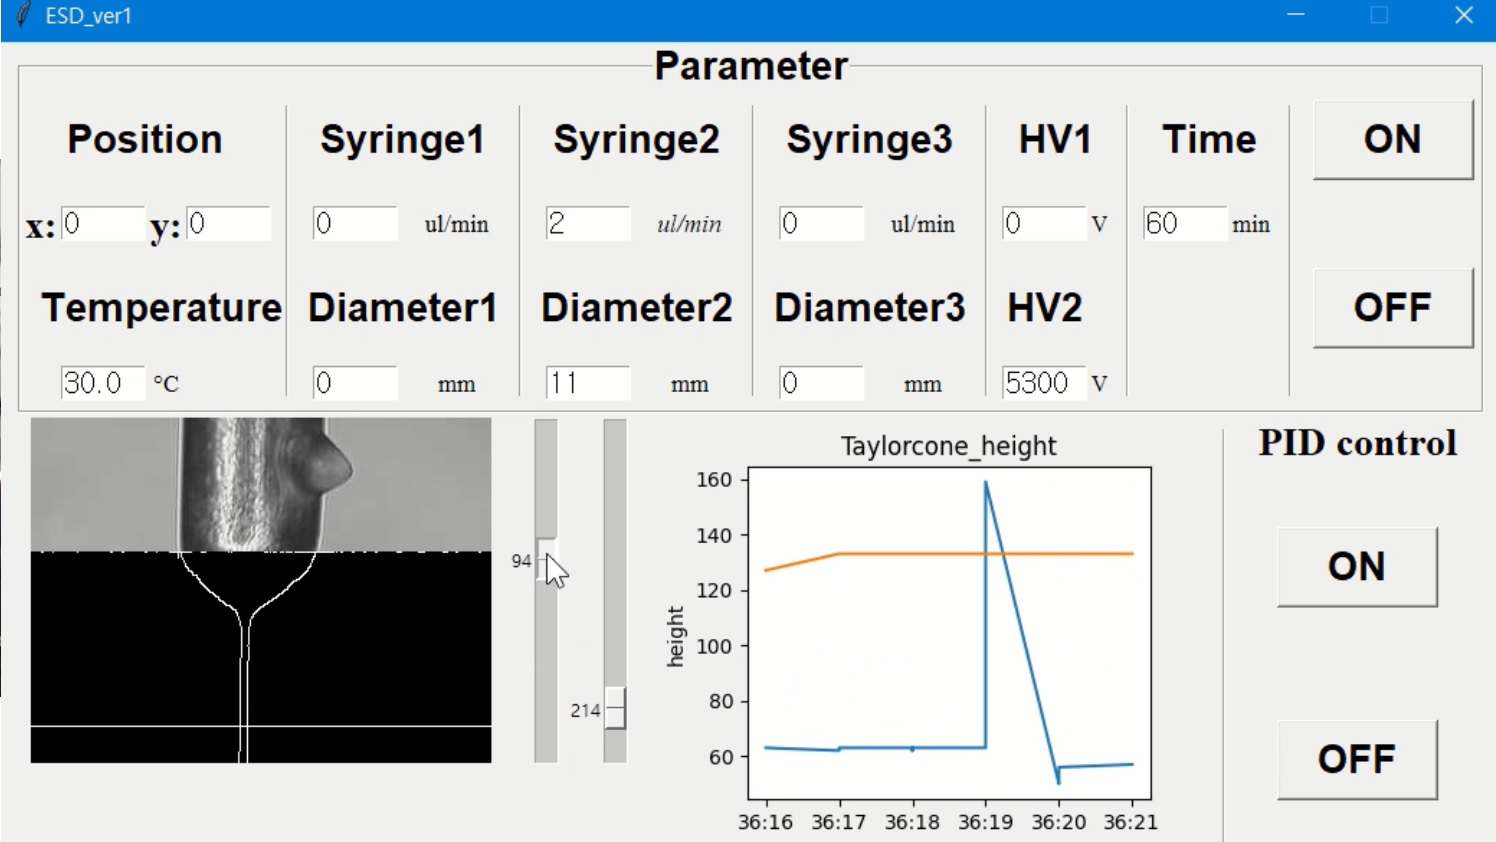 ESD_ver1
Parameter
Position Syringe1 Syringe2 Syringe3 HV1 Time ON
x: 0 y: 0 0 ul/min 2 ul/min 0 ul/min 0 V 60 min
Temperature Diameter1 Diameter2 Diameter3 HV2 OFF
30.0 °C 0 mm 11 mm 0 mm 5300 V
94
214
Taylorcone_height
height
160
140
120
100
80
60
36:16 36:17 36:18 36:19 36:20 36:21
PID control
ON
OFF